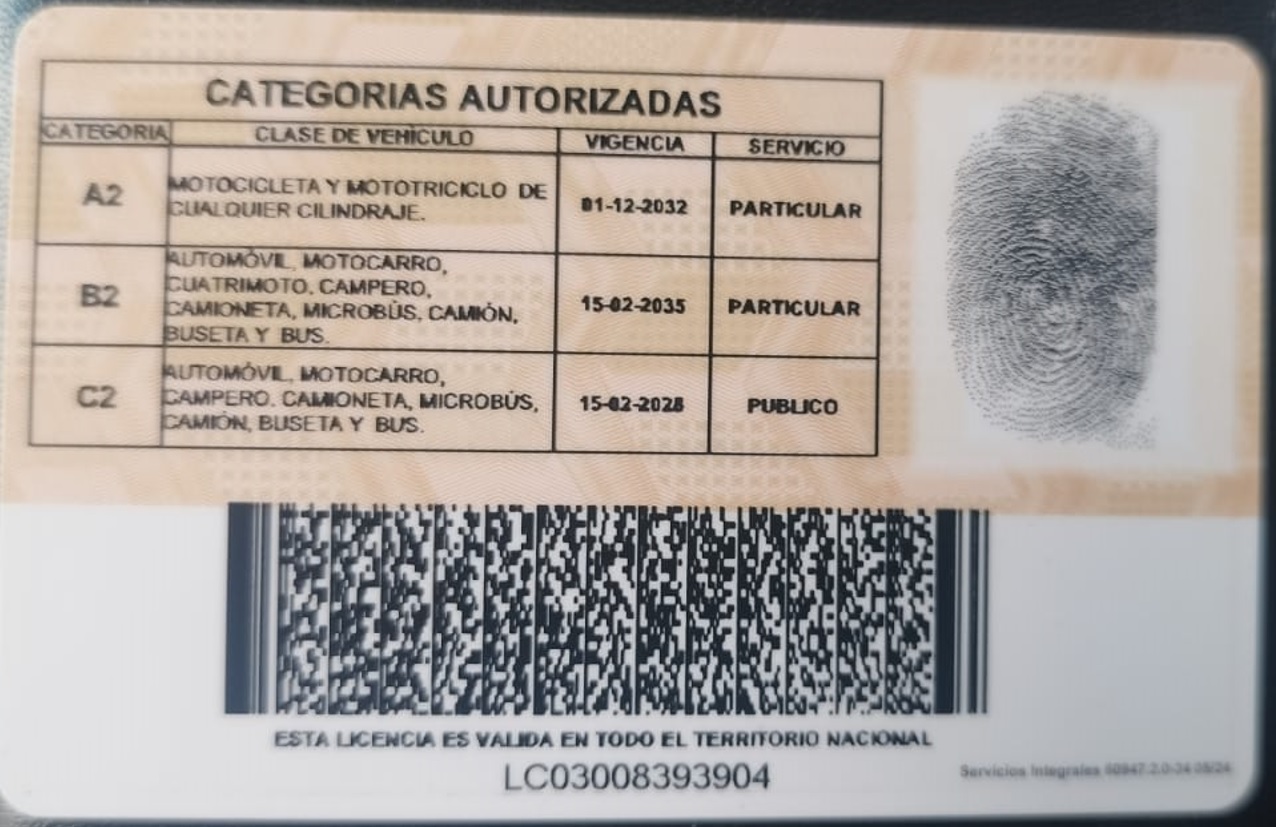 CATEGORIAS AUTORIZADAS
CATEGORIA CLASE DE VEHÍCULO VIGENCIA SERVICIO
A2 MOTOCICLETA Y MOTOTRICICLO DE CUALQUIER CILINDRAJE. 01-12-2032 PARTICULAR
B2 AUTOMÓVIL, MOTOCARRO, CUATRIMOTO, CAMPERO, CAMIONETA, MICROBÚS, CAMIÓN, BUSETA Y BUS. 15-02-2035 PARTICULAR
C2 AUTOMÓVIL, MOTOCARRO, CAMPERO. CAMIONETA, MICROBÚS, CAMIÓN, BUSETA Y BUS. 15-02-2028 PUBLICO
ESTA LICENCIA ES VALIDA EN TODO EL TERRITORIO NACIONAL
LC03008393904
Servicios Integrales